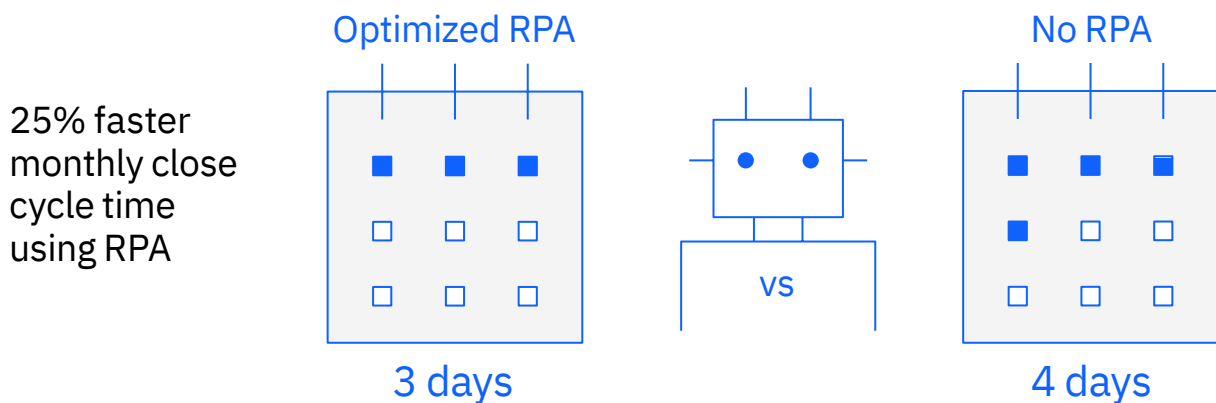 25% faster
monthly close
cycle time
using RPA
Optimized RPA
3 days
vs
No RPA
4 days